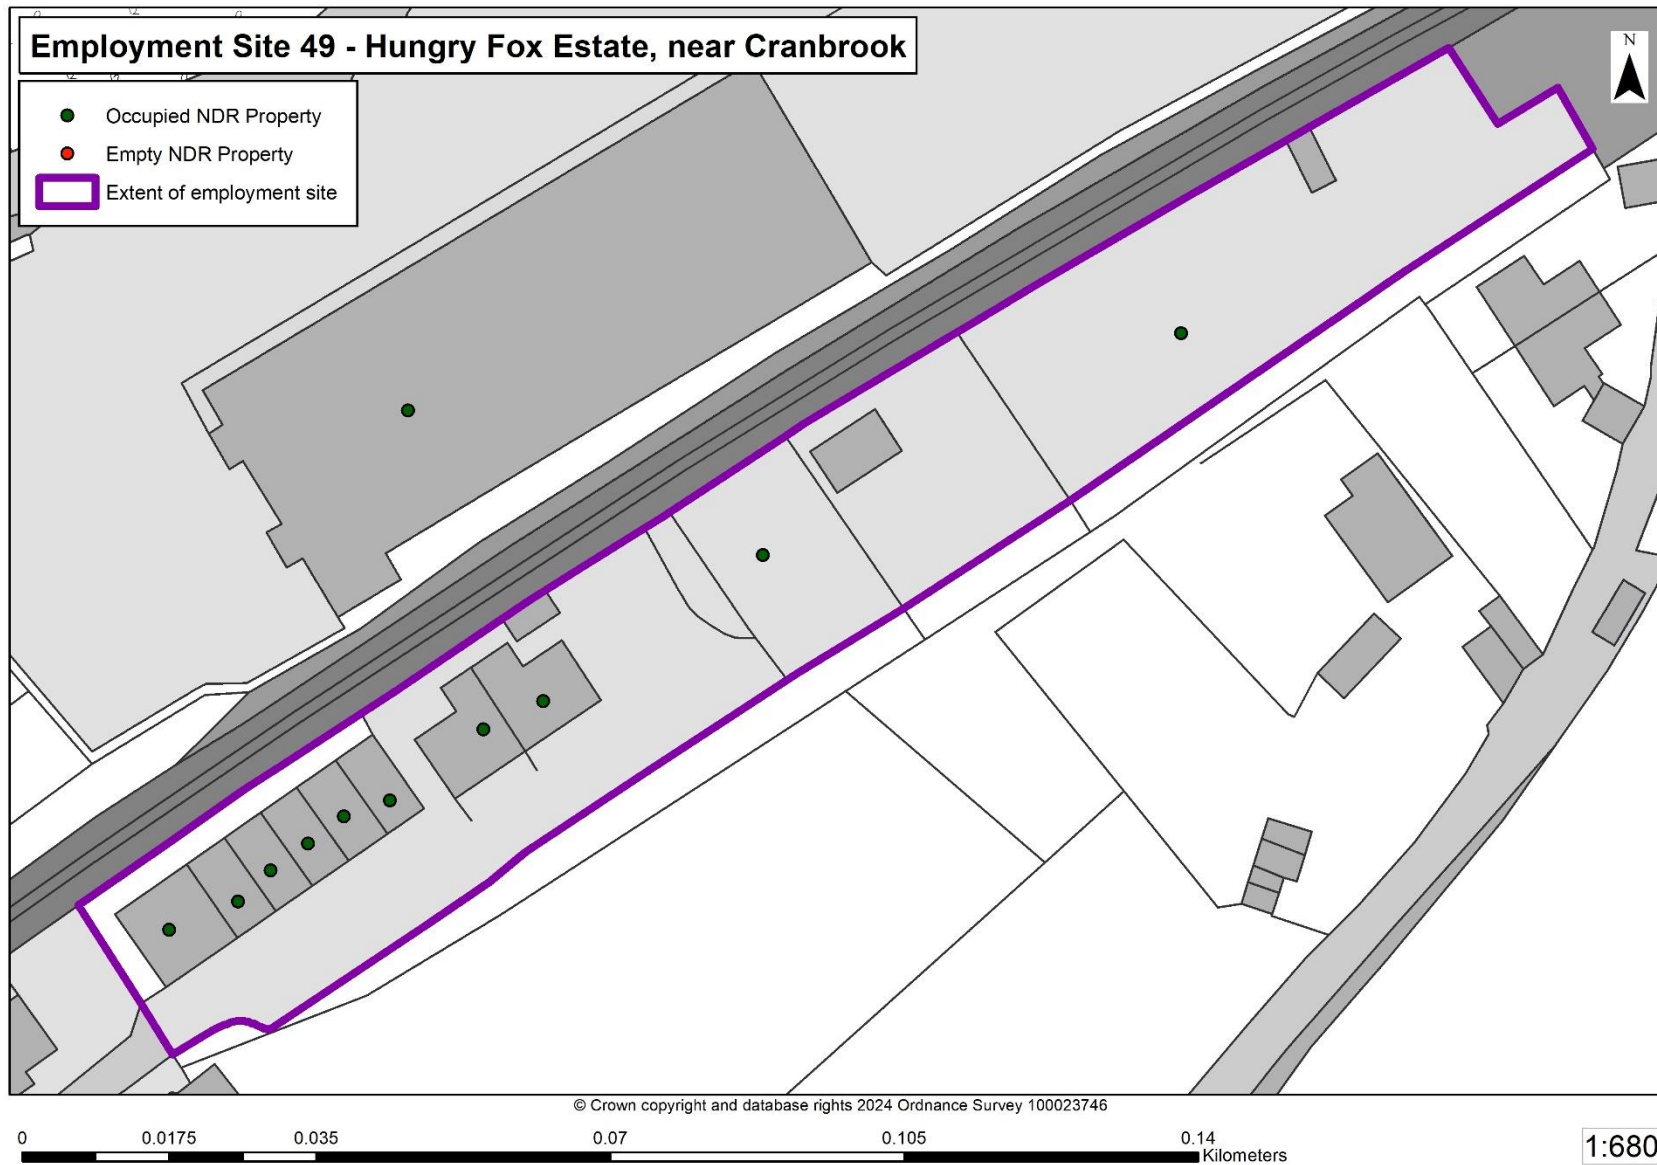 Employment Site 49 - Hungry Fox Estate, near Cranbrook
N
Occupied NDR Property
Empty NDR Property
Extent of employment site
© Crown copyright and database rights 2024 Ordnance Survey 100023746
0 0.0175 0.035 0.07 0.105 0.14
Kilometers
1:680